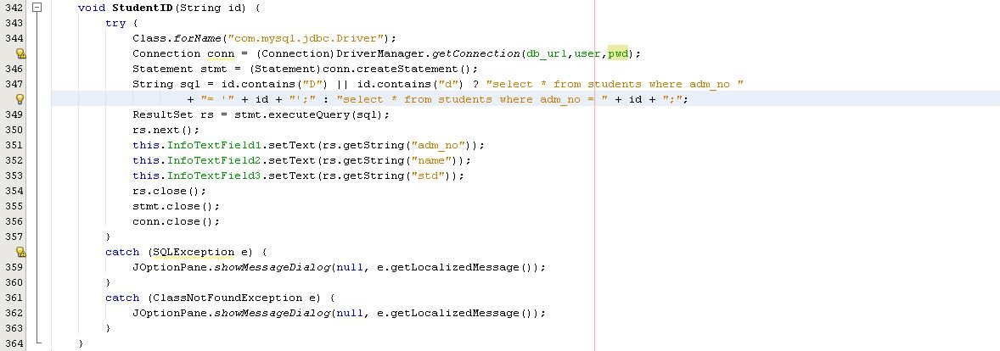 342 void StudentID(String id) {
343 try {
344 Class.forName("com.mysql.jdbc.Driver");
Connection conn = (Connection)DriverManager.getConnection(db_url,user,pwd);
346 Statement stmt = (Statement)conn.createStatement();
347 String sql = id.contains("D") || id.contains("d") ? "select * from students where adm_no "
+ "= '" + id + "';" : "select * from students where adm_no = " + id + ";";
349 ResultSet rs = stmt.executeQuery(sql);
350 rs.next();
351 this.InfoTextField1.setText(rs.getString("adm_no"));
352 this.InfoTextField2.setText(rs.getString("name"));
353 this.InfoTextField3.setText(rs.getString("std"));
354 rs.close();
355 stmt.close();
356 conn.close();
357 }
catch (SQLException e) {
359 JOptionPane.showMessageDialog(null, e.getLocalizedMessage());
360 }
361 catch (ClassNotFoundException e) {
362 JOptionPane.showMessageDialog(null, e.getLocalizedMessage());
363 }
364 }